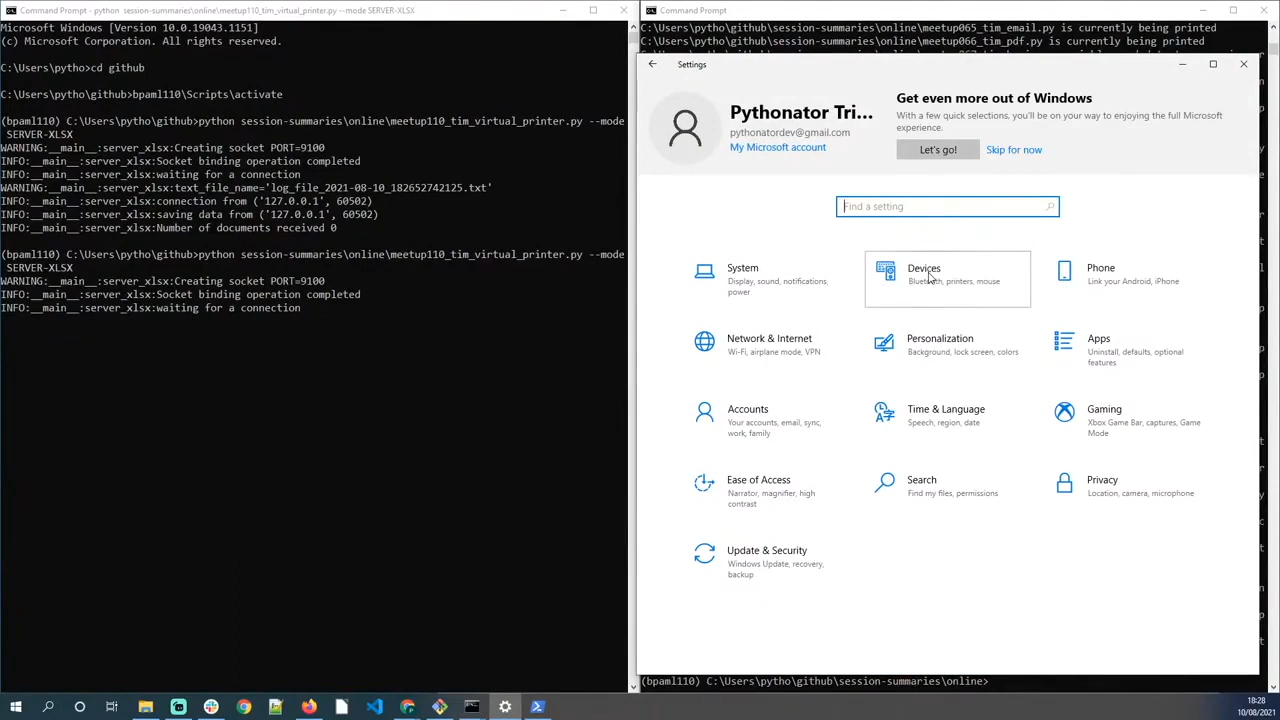 Command Prompt - python session-summaries\online\meetup110_tim_virtual_printer.py --mode SERVER-XLSX
Microsoft Windows [Version 10.0.19043.1151]
(c) Microsoft Corporation. All rights reserved.
C:\Users\pytho>cd github
C:\Users\pytho\github>bpaml110\Scripts\activate
(bpaml110) C:\Users\pytho\github>python session-summaries\online\meetup110_tim_virtual_printer.py --mode
SERVER-XLSX
WARNING:__main__:server_xlsx:Creating socket PORT=9100
INFO:__main__:server_xlsx:Socket binding operation completed
INFO:__main__:server_xlsx:waiting for a connection
WARNING:__main__:server_xlsx:text_file_name='log_file_2021-08-10_182652742125.txt'
INFO:__main__:server_xlsx:connection from ('127.0.0.1', 60502)
INFO:__main__:server_xlsx:saving data from ('127.0.0.1', 60502)
INFO:__main__:server_xlsx:Number of documents received 0
(bpaml110) C:\Users\pytho\github>python session-summaries\online\meetup110_tim_virtual_printer.py --mode
SERVER-XLSX
WARNING:__main__:server_xlsx:Creating socket PORT=9100
INFO:__main__:server_xlsx:Socket binding operation completed
INFO:__main__:server_xlsx:waiting for a connection
Command Prompt
C:\Users\pytho\github\session-summaries\online\meetup065_tim_email.py is currently being printed
C:\Users\pytho\github\session-summaries\online\meetup066_tim_pdf.py is currently being printed
Settings
Pythonator Tri...
pythonatordev@gmail.com
My Microsoft account
Get even more out of Windows
With a few quick selections, you'll be on your way to enjoying the full Microsoft
experience.
Let's go!
Skip for now
Find a setting
System
Display, sound, notifications,
power
Devices
Bluetooth, printers, mouse
Phone
Link your Android, iPhone
Network & Internet
Wi-Fi, airplane mode, VPN
Personalization
Background, lock screen, colors
Apps
Uninstall, defaults, optional
features
Accounts
Your accounts, email, sync,
work, family
Time & Language
Speech, region, date
Gaming
Xbox Game Bar, captures, Game
Mode
Ease of Access
Narrator, magnifier, high
contrast
Search
Find my files, permissions
Privacy
Location, camera, microphone
Update & Security
Windows Update, recovery,
backup
(bpaml110) C:\Users\pytho\github\session-summaries\online>
18:28
10/08/2021